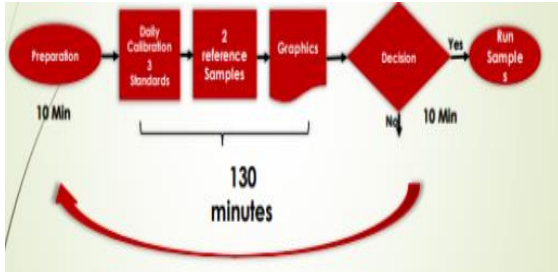 Preparation
Daily
Calibration
3
Standards
2
reference
Samples
Graphics
Decision
Yes
Run
Sample
s
10 Min
No
10 Min
130
minutes